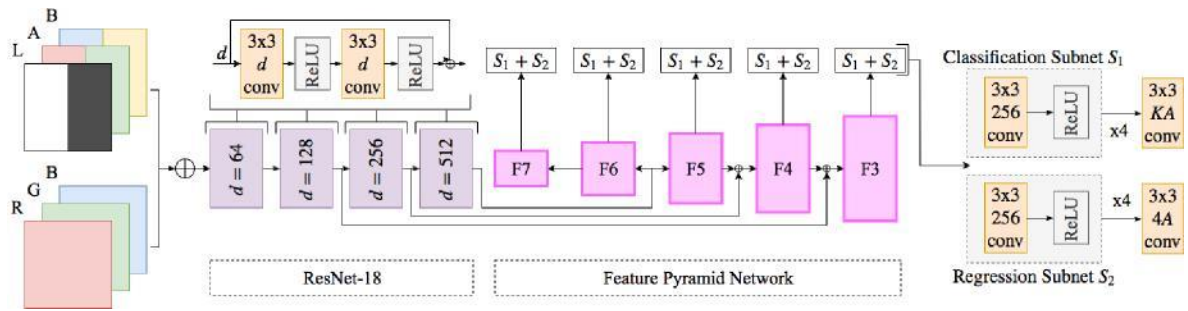 B
A
L
B
G
R
d
3x3
d
conv
ReLU
3x3
d
conv
ReLU
d = 64
d = 128
d = 256
d = 512
ResNet-18
S1 + S2
S1 + S2
S1 + S2
S1 + S2
S1 + S2
F7
F6
F5
F4
F3
Feature Pyramid Network
Classification Subnet S1
3x3
256
conv
ReLU
x4
3x3
KA
conv
3x3
256
conv
ReLU
x4
3x3
4A
conv
Regression Subnet S2